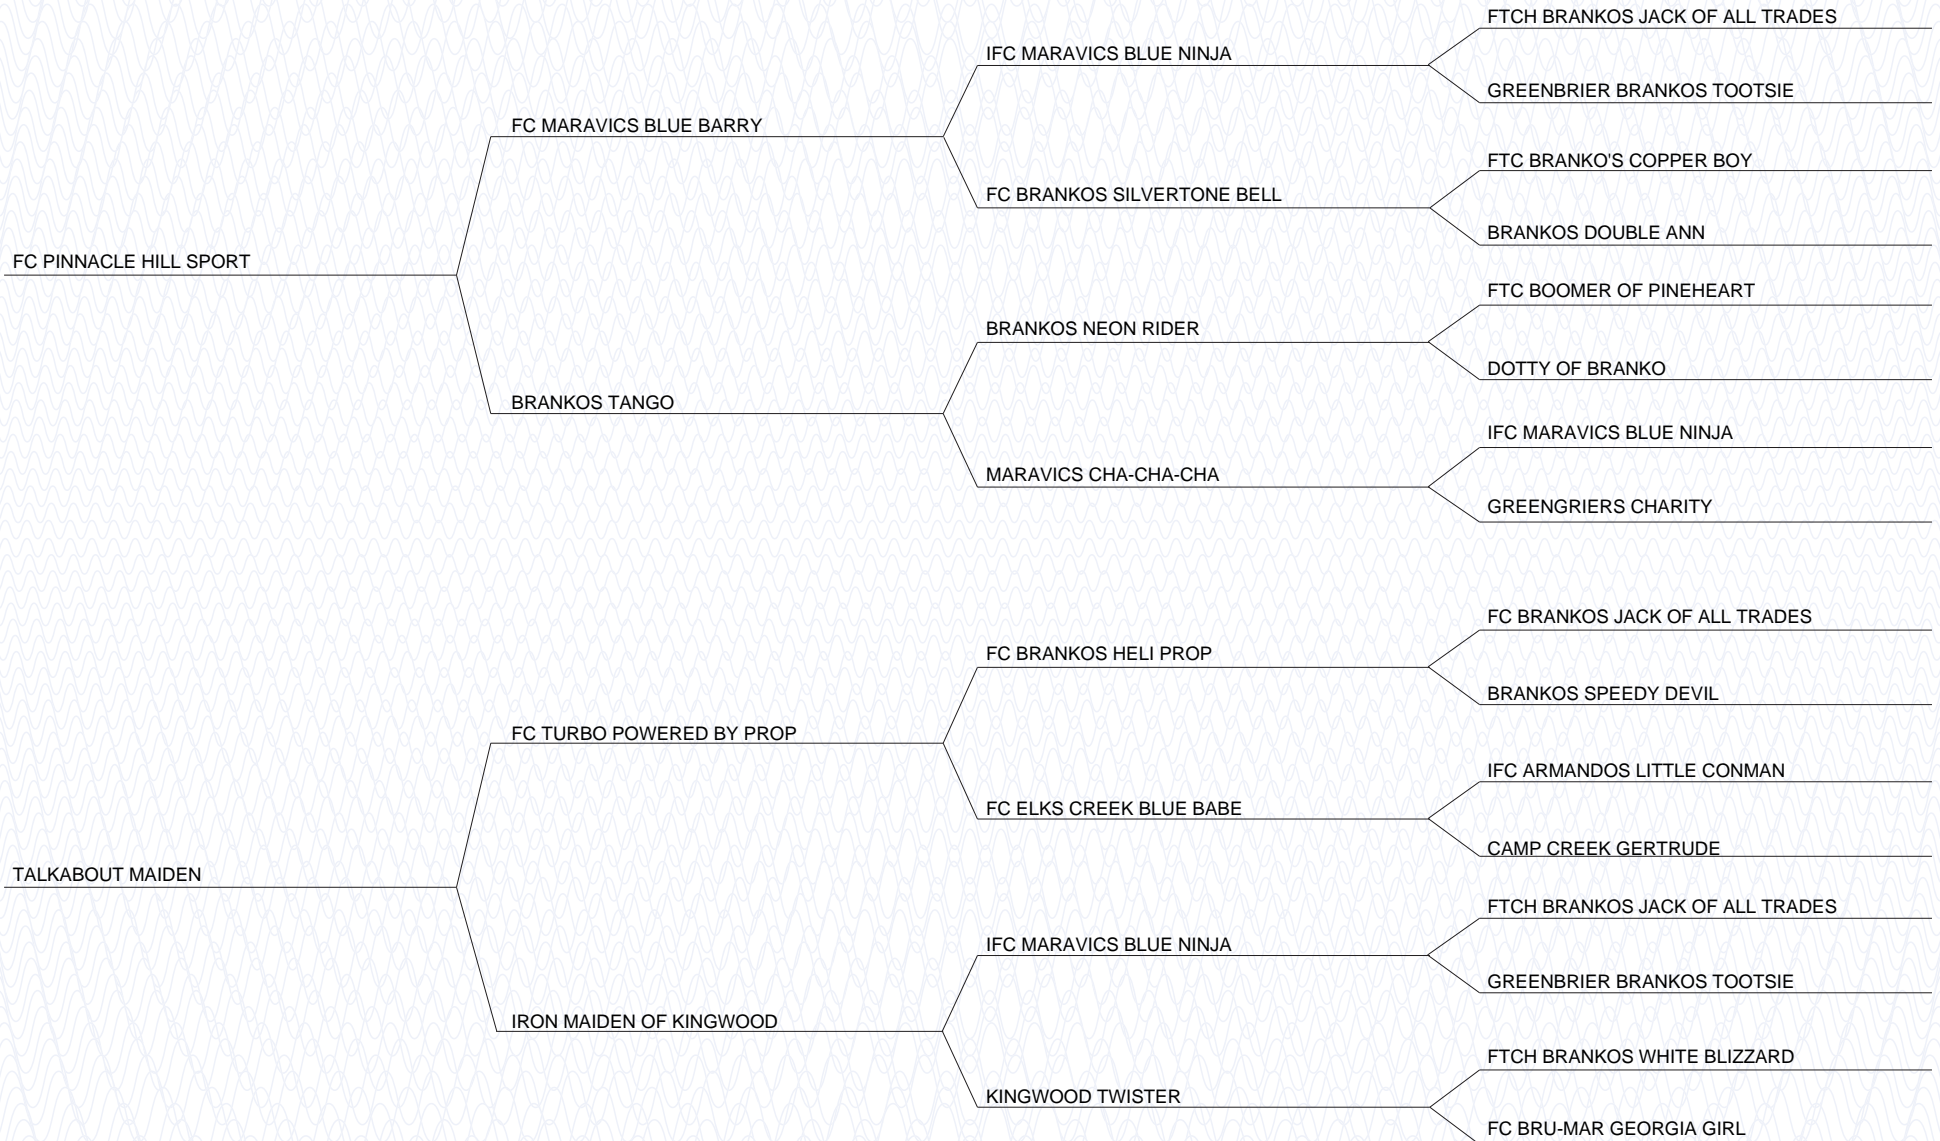 FTCH BRANKOS JACK OF ALL TRADES
IFC MARAVICS BLUE NINJA
GREENBRIER BRANKOS TOOTSIE
FC MARAVICS BLUE BARRY
FTC BRANKO'S COPPER BOY
FC BRANKOS SILVERTONE BELL
BRANKOS DOUBLE ANN
FC PINNACLE HILL SPORT
FTC BOOMER OF PINEHEART
BRANKOS NEON RIDER
DOTTY OF BRANKO
BRANKOS TANGO
IFC MARAVICS BLUE NINJA
MARAVICS CHA-CHA-CHA
GREENGRIERS CHARITY
FC BRANKOS JACK OF ALL TRADES
FC BRANKOS HELI PROP
BRANKOS SPEEDY DEVIL
FC TURBO POWERED BY PROP
IFC ARMANDOS LITTLE CONMAN
FC ELKS CREEK BLUE BABE
CAMP CREEK GERTRUDE
TALKABOUT MAIDEN
FTCH BRANKOS JACK OF ALL TRADES
IFC MARAVICS BLUE NINJA
GREENBRIER BRANKOS TOOTSIE
IRON MAIDEN OF KINGWOOD
FTCH BRANKOS WHITE BLIZZARD
KINGWOOD TWISTER
FC BRU-MAR GEORGIA GIRL